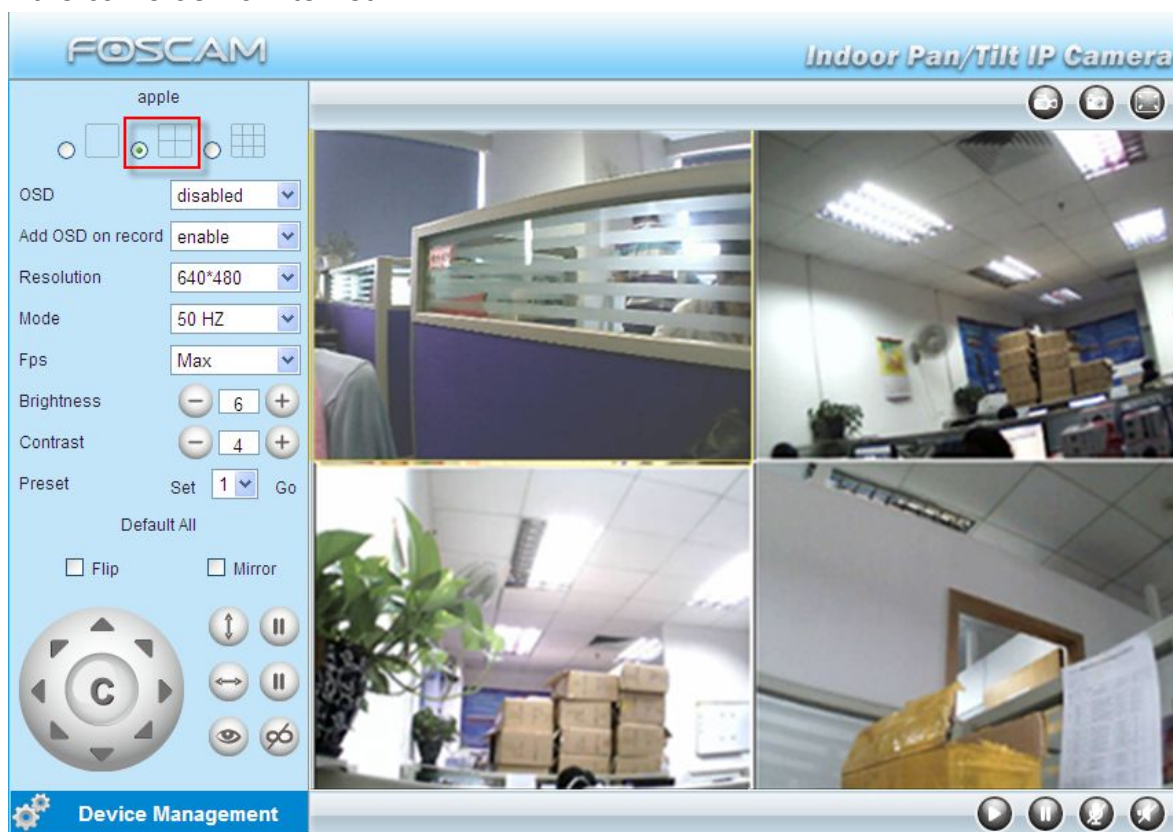 FOSCAM
Indoor Pan/Tilt IP Camera
apple
OSD disabled
Add OSD on record enable
Resolution 640*480
Mode 50 HZ
Fps Max
Brightness 6
Contrast 4
Preset Set 1 Go
Default All
Flip Mirror
C
Device Management